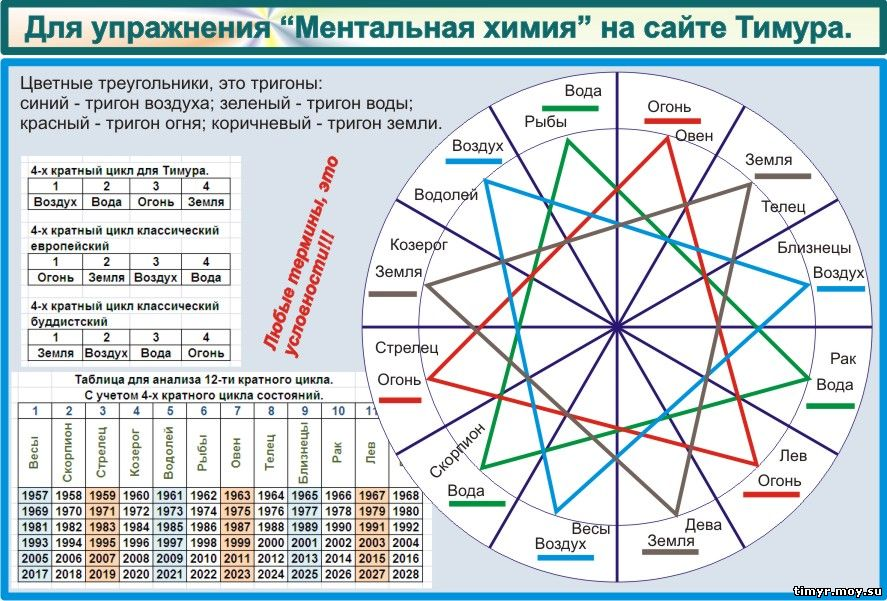 Для упражнения “Ментальная химия” на сайте Тимура.
Цветные треугольники, это тригоны:
синий - тригон воздуха; зеленый - тригон воды;
красный - тригон огня; коричневый - тригон земли.
4-х кратный цикл для Тимура.
1 2 3 4
Воздух Вода Огонь Земля
4-х кратный цикл классический
европейский
1 2 3 4
Огонь Земля Воздух Вода
4-х кратный цикл классический
буддистский
1 2 3 4
Земля Воздух Вода Огонь
Любые термины, это
условности!!!
Таблица для анализа 12-ти кратного цикла.
С учетом 4-х кратного цикла состояний.
1 2 3 4 5 6 7 8 9 10 11
Весы Скорпион Стрелец Козерог Водолей Рыбы Овен Телец Близнецы Рак Лев
1957 1958 1959 1960 1961 1962 1963 1964 1965 1966 1967 1968
1969 1970 1971 1972 1973 1974 1975 1976 1977 1978 1979 1980
1981 1982 1983 1984 1985 1986 1987 1988 1989 1990 1991 1992
1993 1994 1995 1996 1997 1998 1999 2000 2001 2002 2003 2004
2005 2006 2007 2008 2009 2010 2011 2012 2013 2014 2015 2016
2017 2018 2019 2020 2021 2022 2023 2024 2025 2026 2027 2028
Вода
Рыбы
Огонь
Овен
Земля
Телец
Близнецы
Воздух
Рак
Вода
Лев
Огонь
Дева
Земля
Весы
Воздух
Скорпион
Вода
Стрелец
Огонь
Козерог
Земля
Воздух
Водолей
timyr.moy.su